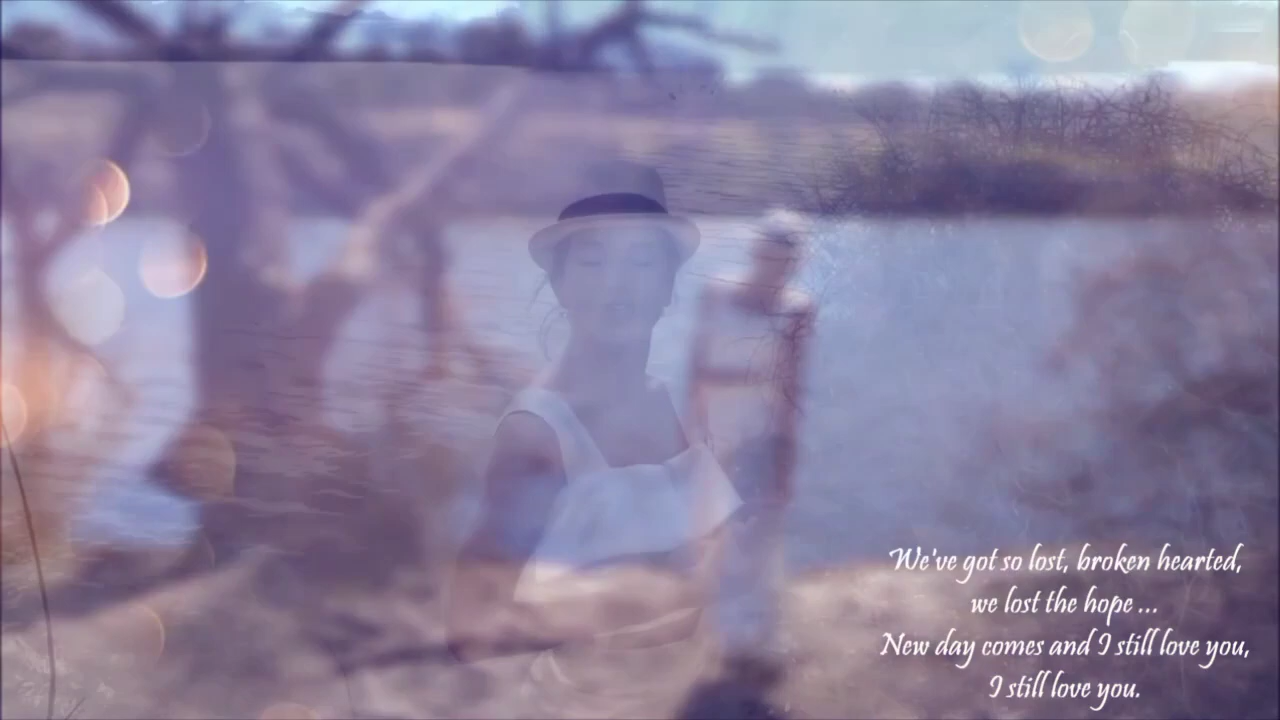 We've got so lost, broken hearted,
we lost the hope ...
New day comes and I still love you,
I still love you.